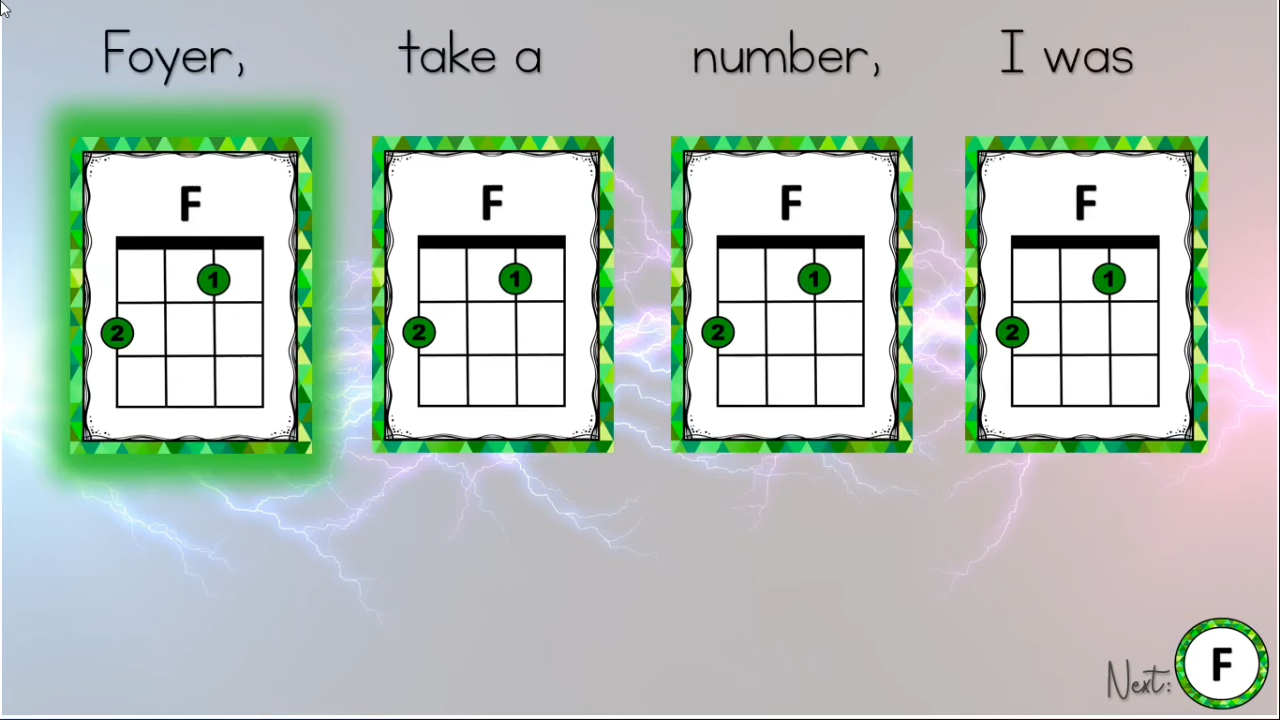 Foyer, take a number, I was
F F F F
1 1 1 1
2 2 2 2
Next: F